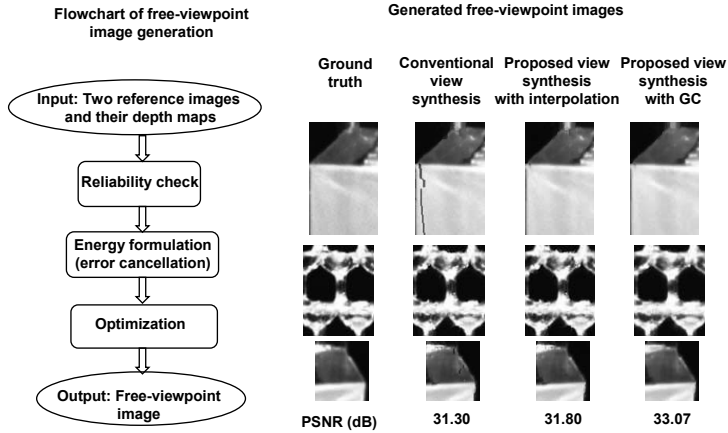 Flowchart of free-viewpoint
image generation
Input: Two reference images
and their depth maps
Reliability check
Energy formulation
(error cancellation)
Optimization
Output: Free-viewpoint
image
Generated free-viewpoint images
Ground
truth
Conventional
view
synthesis
Proposed view
synthesis
with interpolation
Proposed view
synthesis
with GC
PSNR (dB)
31.30
31.80
33.07